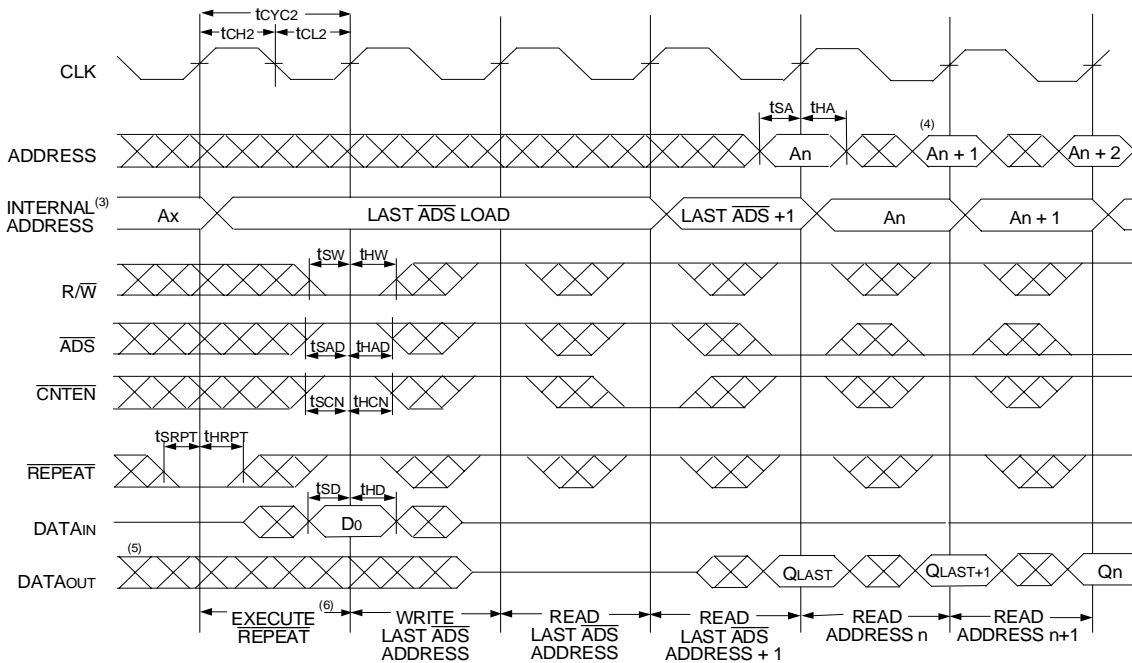 tCYC2
tCH2 tCL2
CLK
tSA tHA
(4)
ADDRESS An An + 1 An + 2
INTERNAL(3)
ADDRESS
Ax LAST ADS LOAD LAST ADS +1 An An + 1
tSW tHW
R/W
ADS
tSAD tHAD
CNTEN
tSCN tHCN
tSRPT tHRPT
REPEAT
tSD tHD
DATAIN D0
(5)
DATAOUT QLAST QLAST+1 Qn
EXECUTE (6)
REPEAT
WRITE
LAST ADS
ADDRESS
READ
LAST ADS
ADDRESS
READ
LAST ADS
ADDRESS + 1
READ
ADDRESS n
READ
ADDRESS n+1